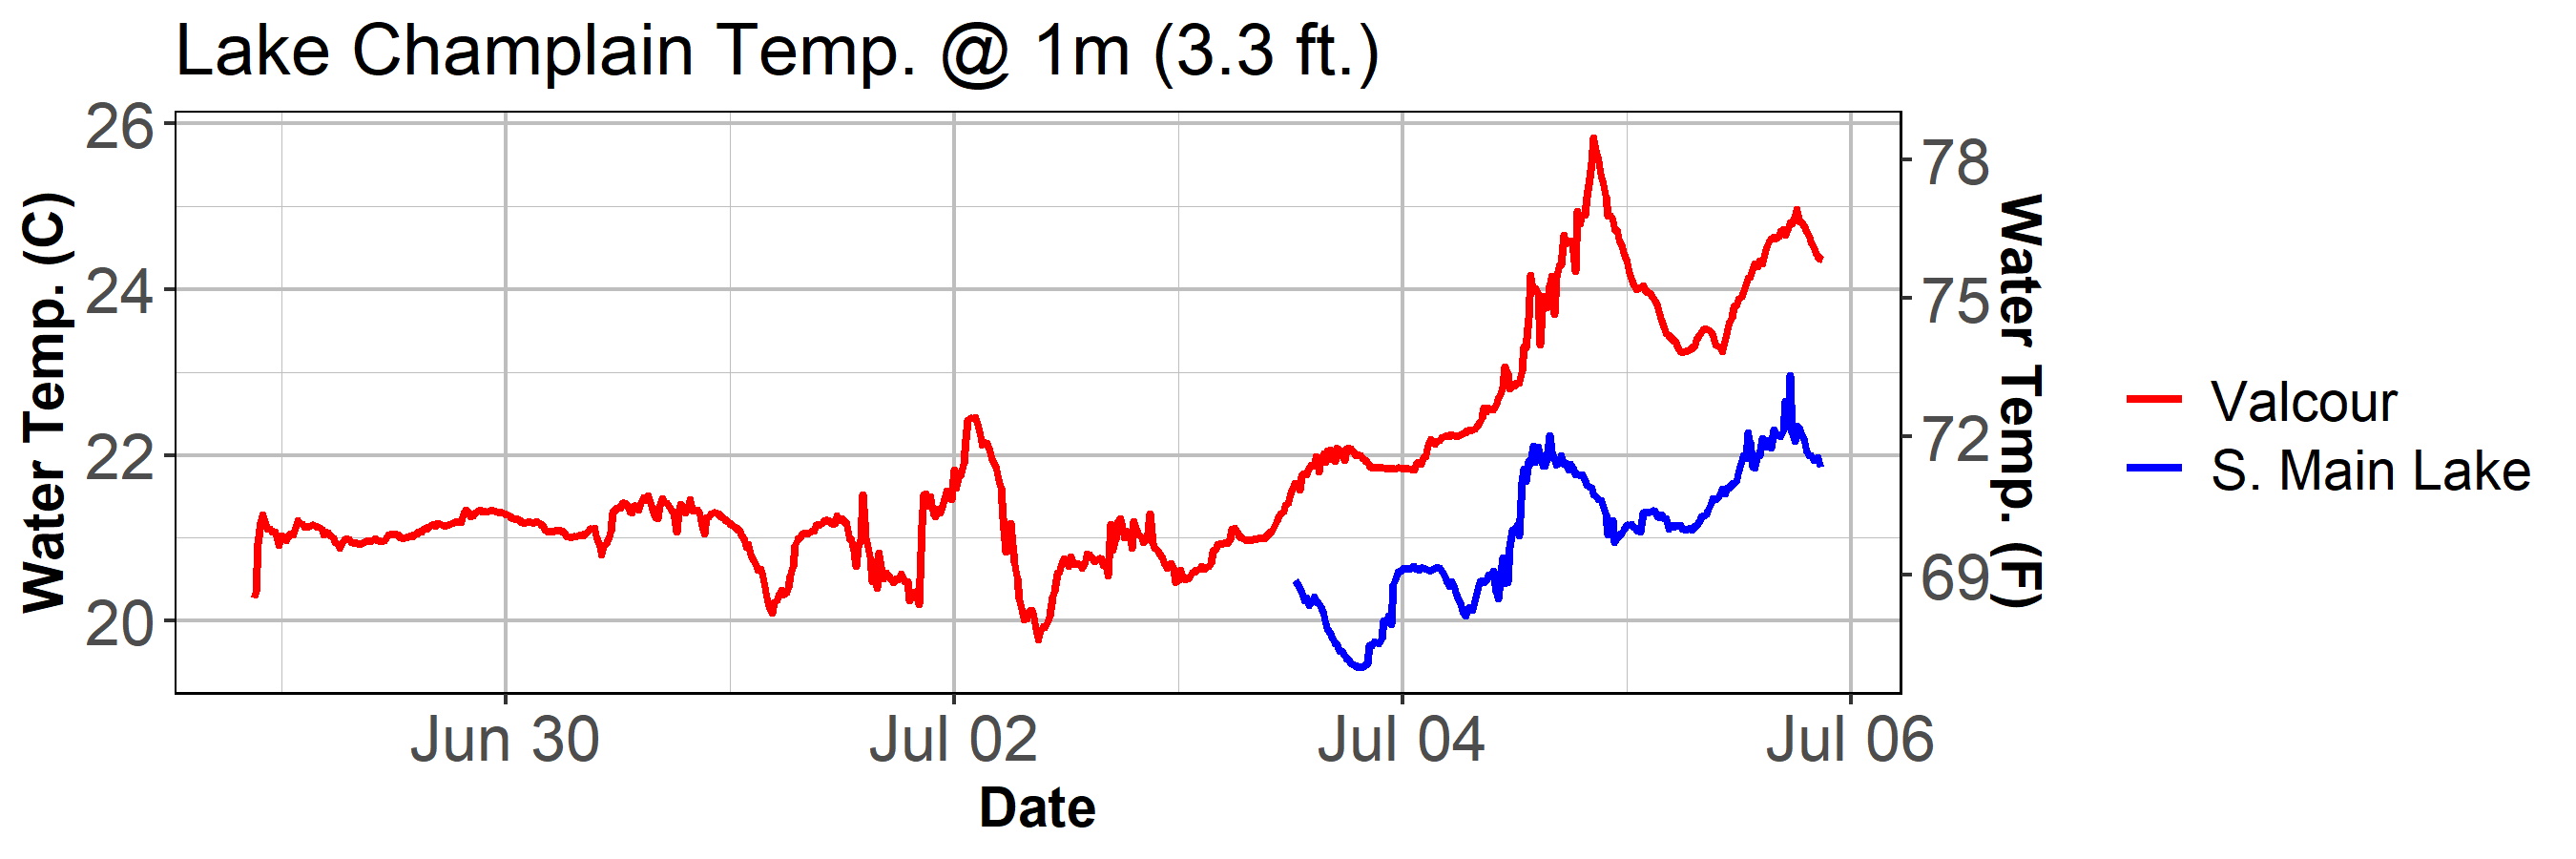 Lake Champlain Temp. @ 1m (3.3 ft.)
Water Temp. (C)
26
24
22
20
78
75
72
69
Water Temp. (F)
Jun 30
Jul 02
Jul 04
Jul 06
Date
Valcour
S. Main Lake